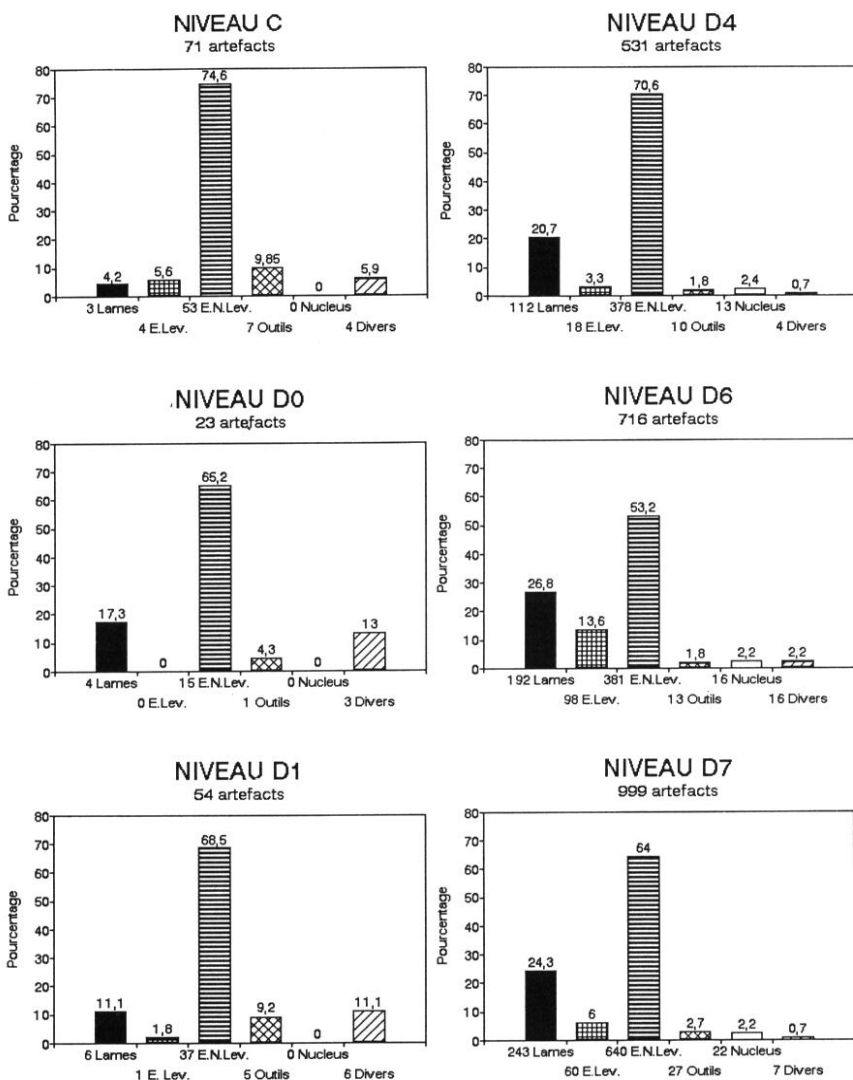 NIVEAU C
71 artefacts
Pourcentage
80
70
60
50
40
30
20
10
0
4,2
5,6
74,6
9,85
0
5,9
3 Lames
53 E.N.Lev.
0 Nucleus
4 E.Lev.
7 Outils
4 Divers
NIVEAU D4
531 artefacts
Pourcentage
80
70
60
50
40
30
20
10
0
20,7
3,3
70,6
1,8
2,4
0,7
112 Lames
378 E.N.Lev.
13 Nucleus
18 E.Lev.
10 Outils
4 Divers
NIVEAU D0
23 artefacts
Pourcentage
80
70
60
50
40
30
20
10
0
17,3
0
65,2
4,3
0
13
4 Lames
15 E.N.Lev.
0 Nucleus
0 E.Lev.
1 Outils
3 Divers
NIVEAU D6
716 artefacts
Pourcentage
80
70
60
50
40
30
20
10
0
26,8
13,6
53,2
1,8
2,2
2,2
192 Lames
381 E.N.Lev.
16 Nucleus
98 E.Lev.
13 Outils
16 Divers
NIVEAU D1
54 artefacts
Pourcentage
80
70
60
50
40
30
20
10
0
11,1
1,8
68,5
9,2
0
11,1
6 Lames
37 E.N.Lev.
0 Nucleus
1 E. Lev.
5 Outils
6 Divers
NIVEAU D7
999 artefacts
Pourcentage
80
70
60
50
40
30
20
10
0
24,3
6
64
2,7
2,2
0,7
243 Lames
640 E.N.Lev.
22 Nucleus
60 E.Lev.
27 Outils
7 Divers